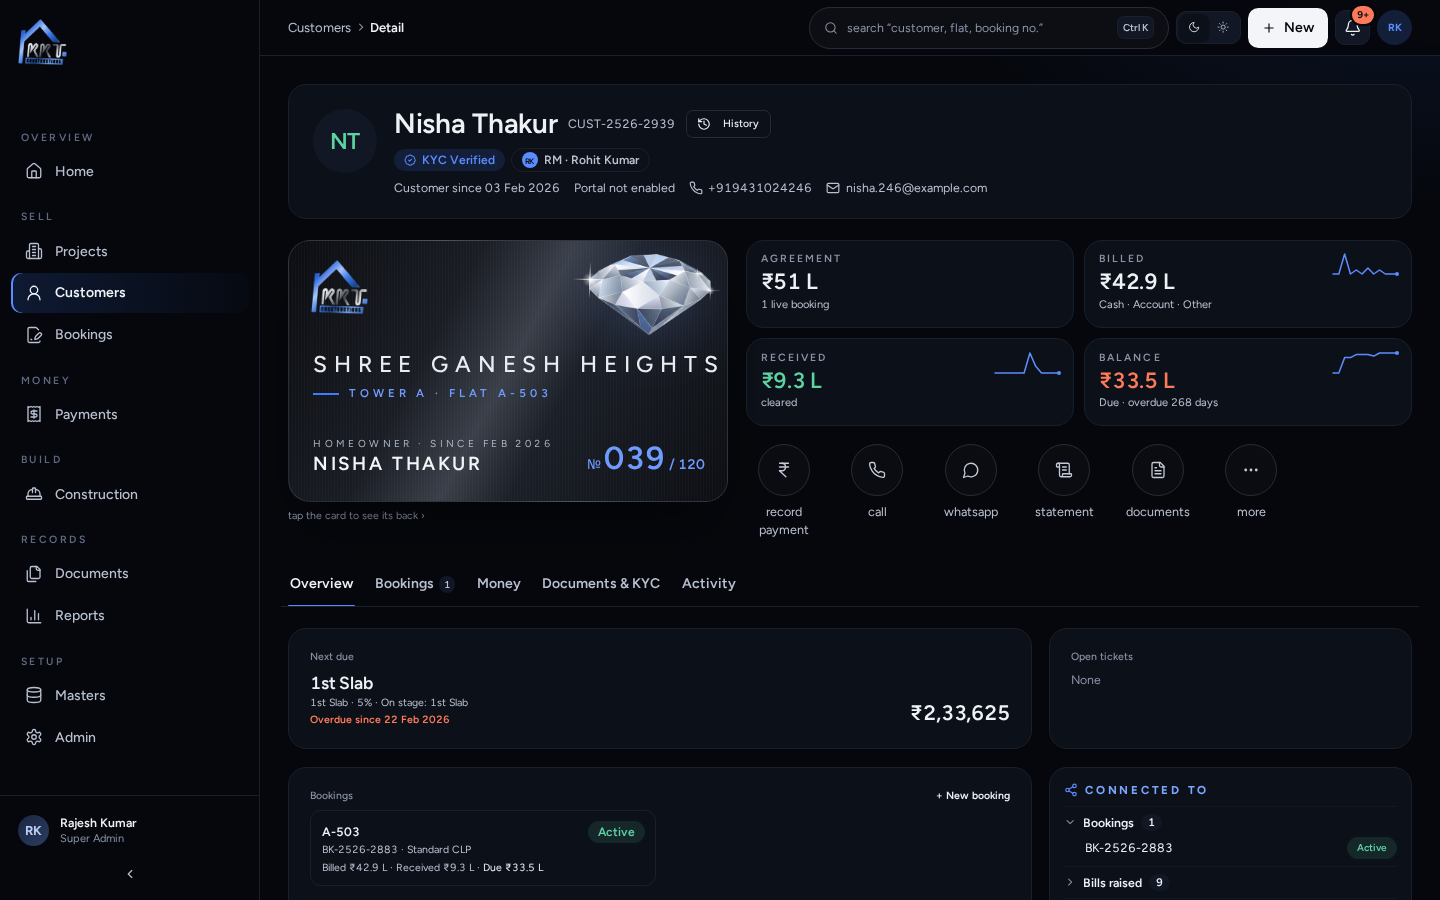 RKT
CONSTRUCTIONS
OVERVIEW
Home
SELL
Projects
Customers
Bookings
MONEY
Payments
BUILD
Construction
RECORDS
Documents
Reports
SETUP
Masters
Admin
RK
Rajesh Kumar
Super Admin
Customers > Detail
search “customer, flat, booking no.”
Ctrl K
+ New
9+
RK
NT
Nisha Thakur CUST-2526-2939 History
KYC Verified RK RM · Rohit Kumar
Customer since 03 Feb 2026 Portal not enabled +919431024246 nisha.246@example.com
SHREE GANESH HEIGHTS
TOWER A · FLAT A-503
HOMEOWNER · SINCE FEB 2026
NISHA THAKUR
№ 039 / 120
tap the card to see its back ›
AGREEMENT
₹51 L
1 live booking
BILLED
₹42.9 L
Cash · Account · Other
RECEIVED
₹9.3 L
cleared
BALANCE
₹33.5 L
Due · overdue 268 days
₹
record payment
call
whatsapp
statement
documents
more
Overview Bookings 1 Money Documents & KYC Activity
Next due
1st Slab
1st Slab · 5% · On stage: 1st Slab
Overdue since 22 Feb 2026
₹2,33,625
Open tickets
None
Bookings
+ New booking
A-503
Active
BK-2526-2883 · Standard CLP
Billed ₹42.9 L · Received ₹9.3 L · Due ₹33.5 L
CONNECTED TO
Bookings 1
BK-2526-2883 Active
Bills raised 9